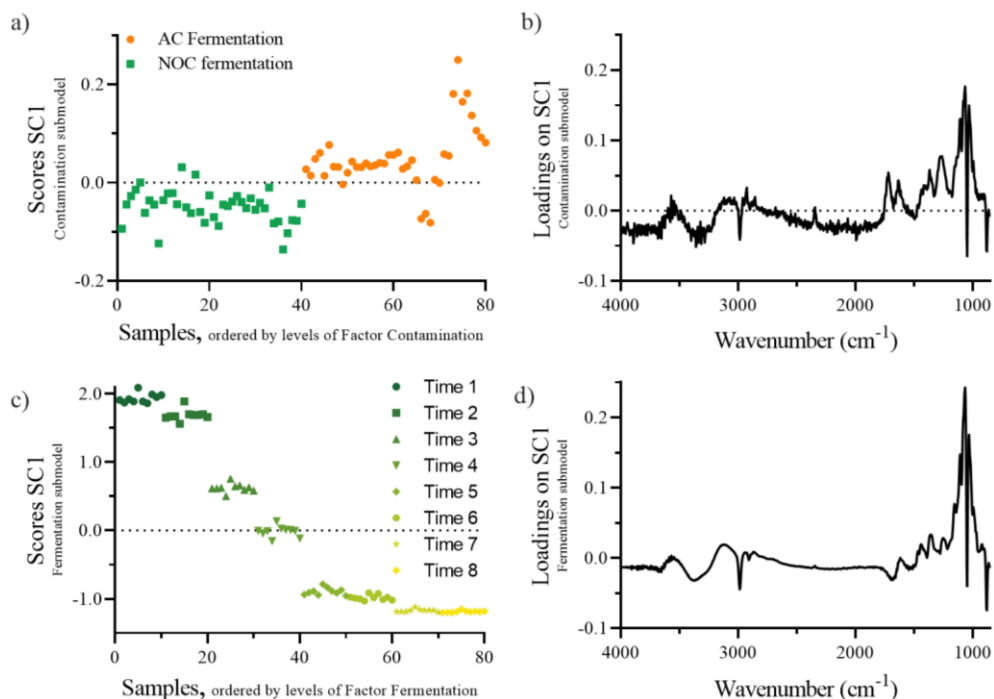 a)
AC Fermentation
NOC fermentation
Scores SC1
Contamination submodel
0.2
0.0
-0.2
0 20 40 60 80
Samples, ordered by levels of Factor Contamination
b)
Loadings on SC1
Contamination submodel
0.2
0.1
0.0
-0.1
4000 3000 2000 1000
Wavenumber (cm-1)
c)
Time 1
Time 2
Time 3
Time 4
Time 5
Time 6
Time 7
Time 8
Scores SC1
Fermentation submodel
2.0
1.0
0.0
-1.0
0 20 40 60 80
Samples, ordered by levels of Factor Fermentation
d)
Loadings on SC1
Fermentation submodel
0.2
0.1
0.0
-0.1
4000 3000 2000 1000
Wavenumber (cm-1)